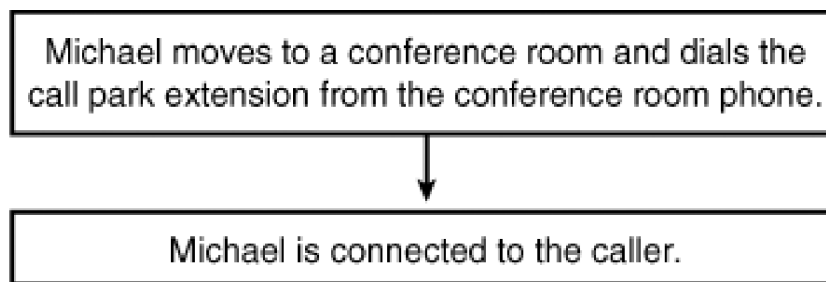 Michael moves to a conference room and dials the
call park extension from the conference room phone.
Michael is connected to the caller.